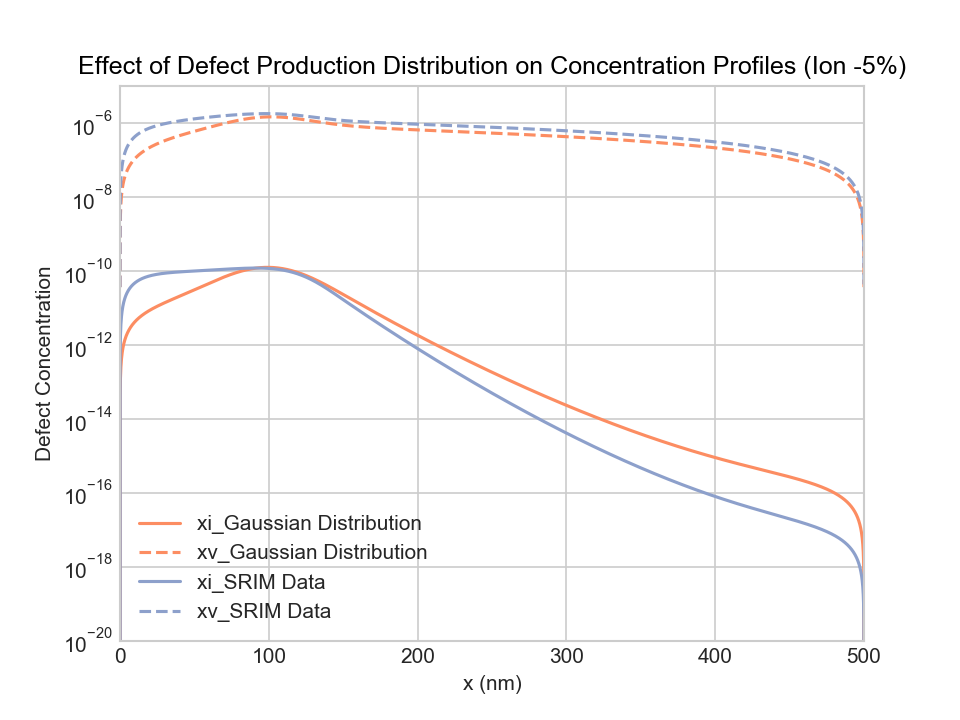 Effect of Defect Production Distribution on Concentration Profiles (Ion -5%)
10⁻⁶
10⁻⁸
10⁻¹⁰
10⁻¹²
10⁻¹⁴
10⁻¹⁶
10⁻¹⁸
10⁻²⁰
Defect Concentration
xi_Gaussian Distribution
xv_Gaussian Distribution
xi_SRIM Data
xv_SRIM Data
0 100 200 300 400 500
x (nm)